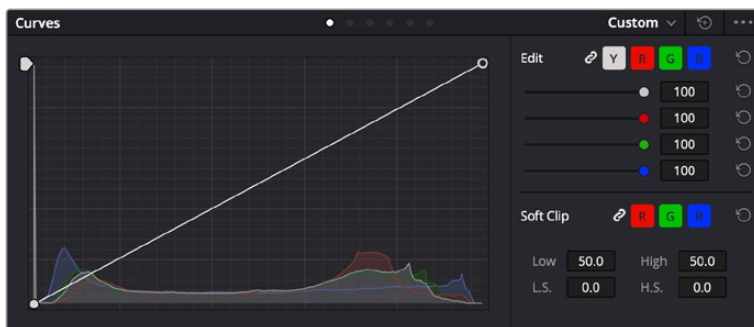 Curves Custom
Edit Y R G B
100
100
100
100
Soft Clip R G B
Low 50.0 High 50.0
L.S. 0.0 H.S. 0.0